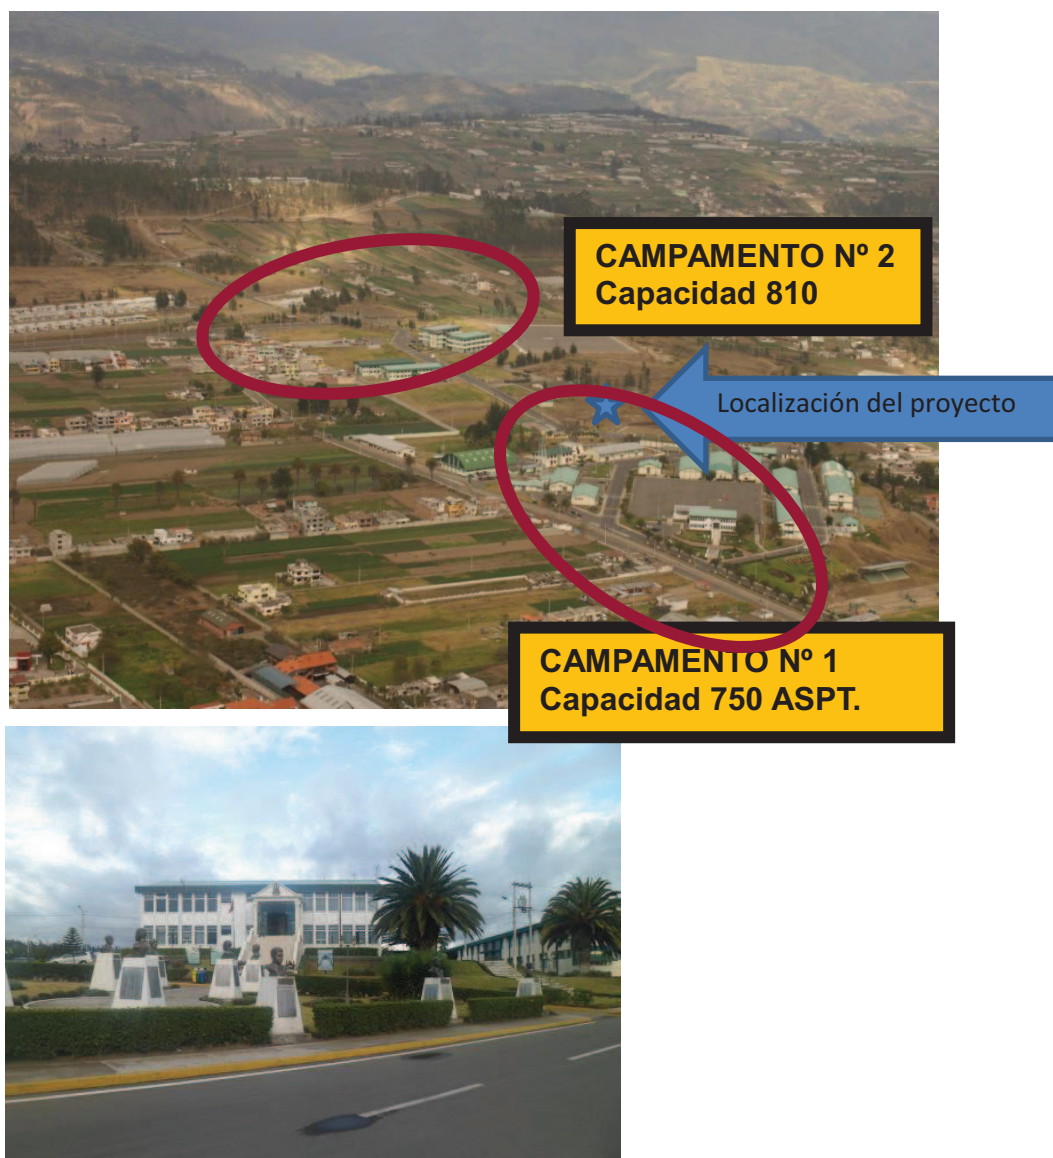 CAMPAMENTO Nº 2
Capacidad 810
Localización del proyecto
CAMPAMENTO Nº 1
Capacidad 750 ASPT.